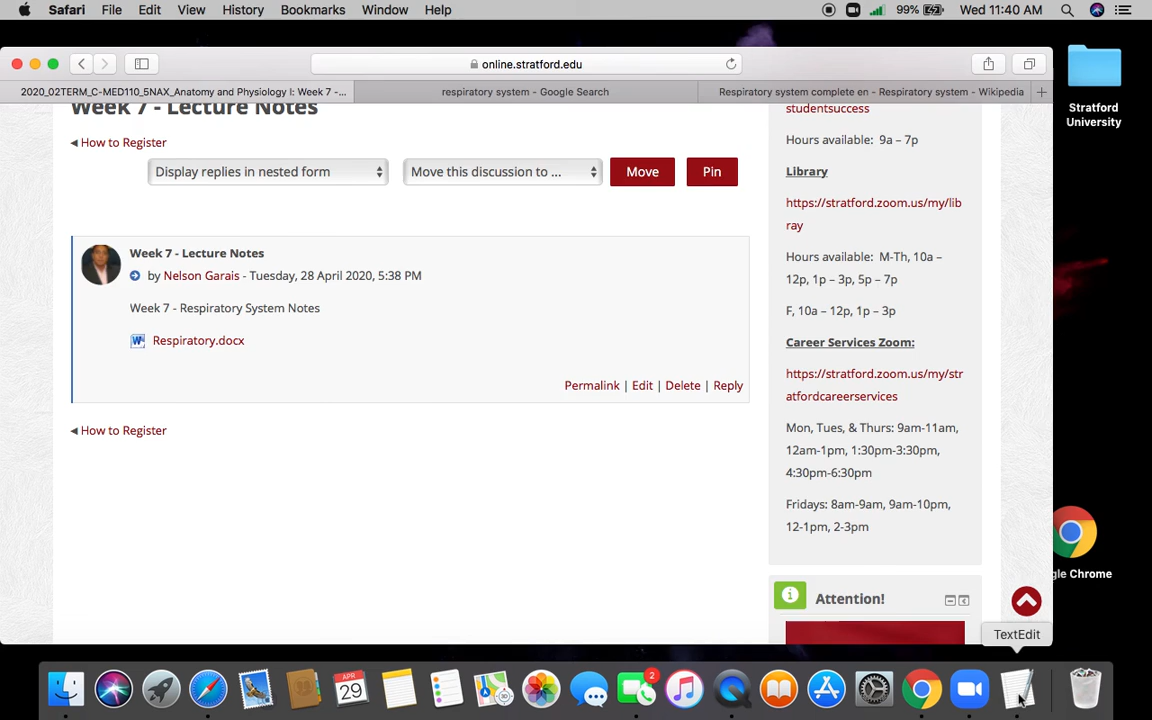 Safari File Edit View History Bookmarks Window Help 99% Wed 11:40 AM
online.stratford.edu
2020_02TERM_C-MED110_5NAX_Anatomy and Physiology I: Week 7 -...
respiratory system - Google Search
Respiratory system complete en - Respiratory system - Wikipedia
Week 7 - Lecture Notes
How to Register
Display replies in nested form
Move this discussion to ...
Move
Pin
Week 7 - Lecture Notes
by Nelson Garais - Tuesday, 28 April 2020, 5:38 PM
Week 7 - Respiratory System Notes
W Respiratory.docx
Permalink | Edit | Delete | Reply
How to Register
studentsuccess
Hours available: 9a – 7p
Library
https://stratford.zoom.us/my/lib
ray
Hours available: M-Th, 10a –
12p, 1p – 3p, 5p – 7p
F, 10a – 12p, 1p – 3p
Career Services Zoom:
https://stratford.zoom.us/my/str
atfordcareerservices
Mon, Tues, & Thurs: 9am-11am,
12am-1pm, 1:30pm-3:30pm,
4:30pm-6:30pm
Fridays: 8am-9am, 9am-10pm,
12-1pm, 2-3pm
Attention!
Stratford
University
gle Chrome
TextEdit
APR
29
2